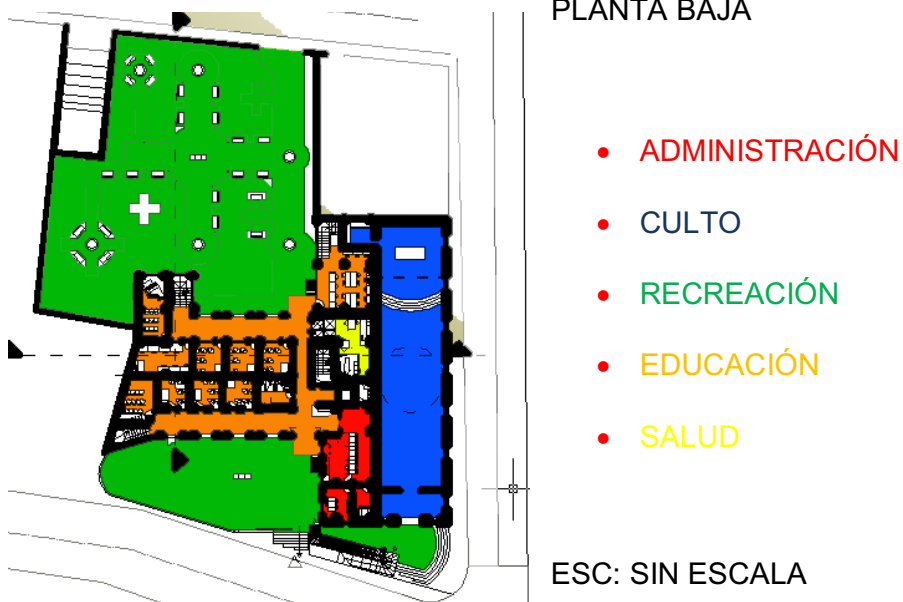 PLANTA BAJA
ADMINISTRACIÓN
CULTO
RECREACIÓN
EDUCACIÓN
SALUD
ESC: SIN ESCALA